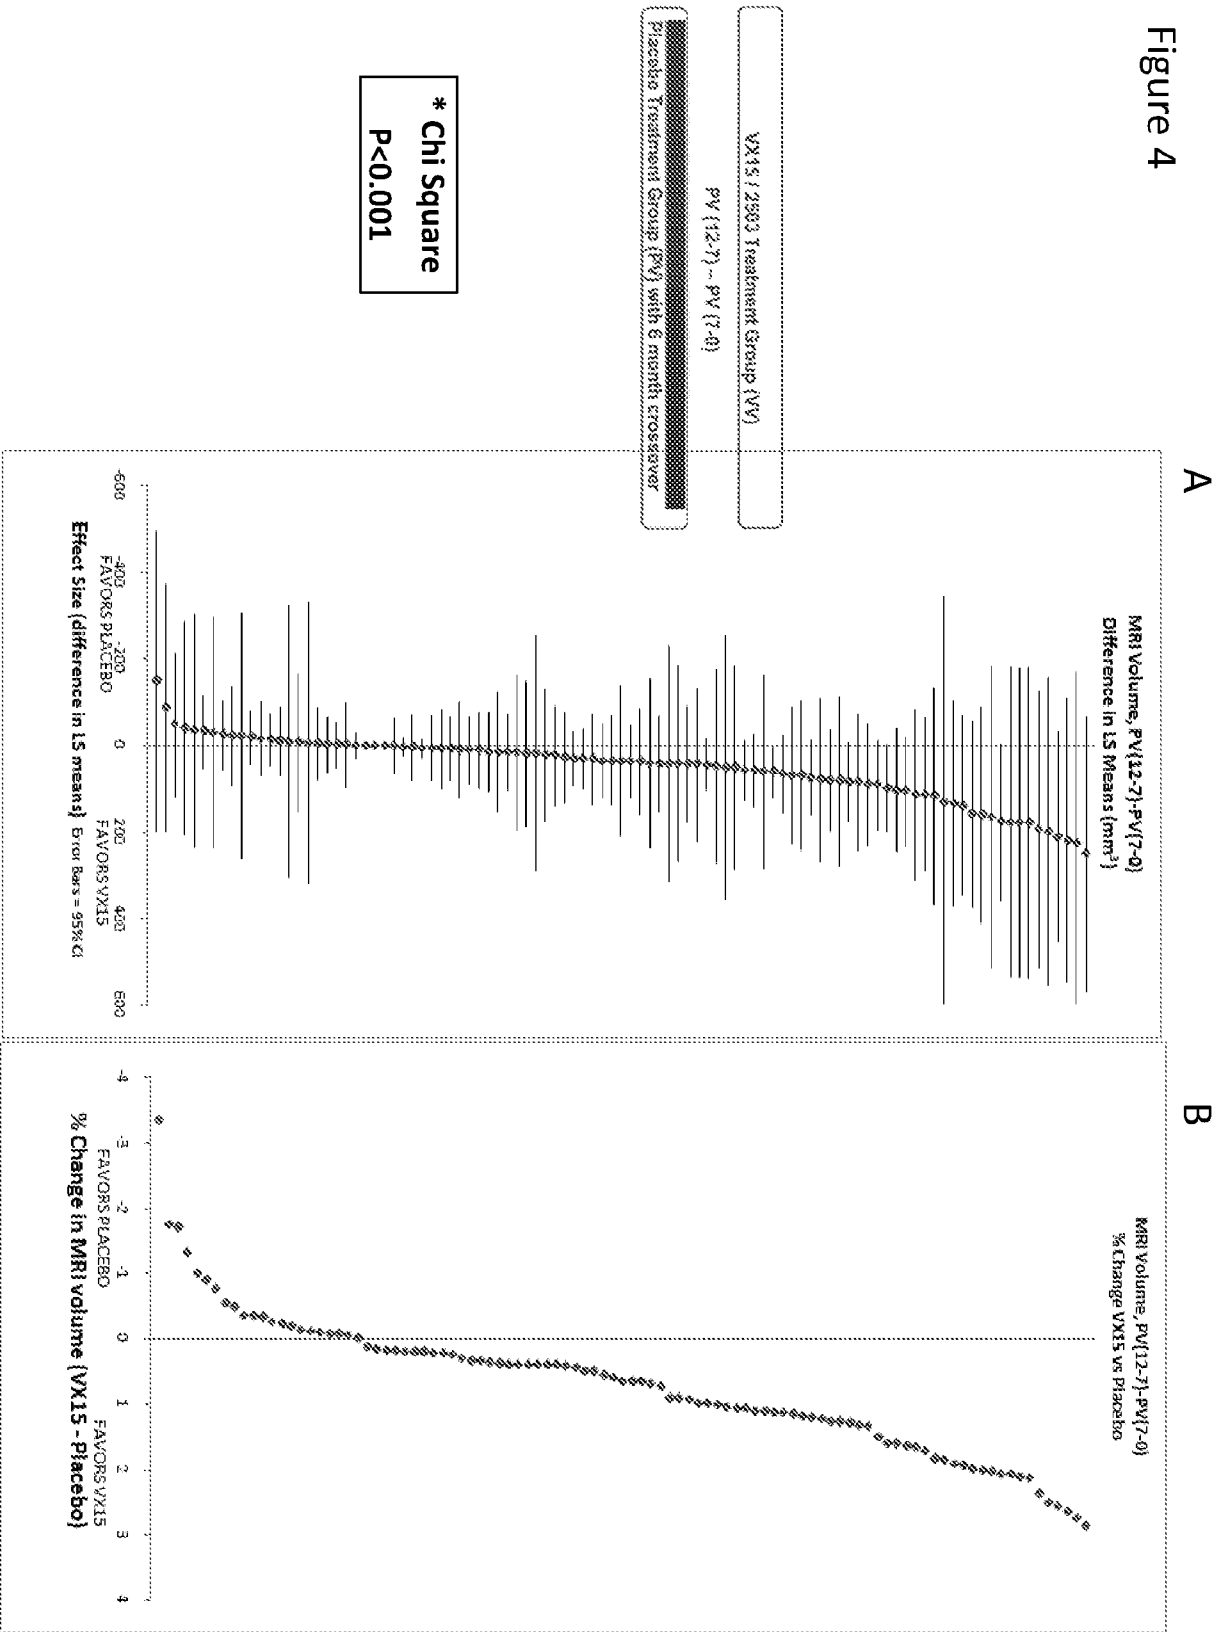 Figure 4
VX15 / 2503 Treatment Group (VV)
PV (12-7) -- PV (7-0)
Placebo Treatment Group (PV) with 6 month crossover
* Chi Square
P<0.001
A
MRI Volume, PV(12-7)-PV(7-0)
Difference in LS Means (mm³)
-600 -400 -200 0 200 400 600
FAVORS PLACEBO FAVORS VX15
Effect Size (difference in LS means) Error Bars = 95% CI
B
MRI Volume, PV(12-7)-PV(7-0)
% Change VX15 vs Placebo
-4 -3 -2 -1 0 1 2 3 4
FAVORS PLACEBO FAVORS VX15
% Change in MRI volume (VX15 - Placebo)